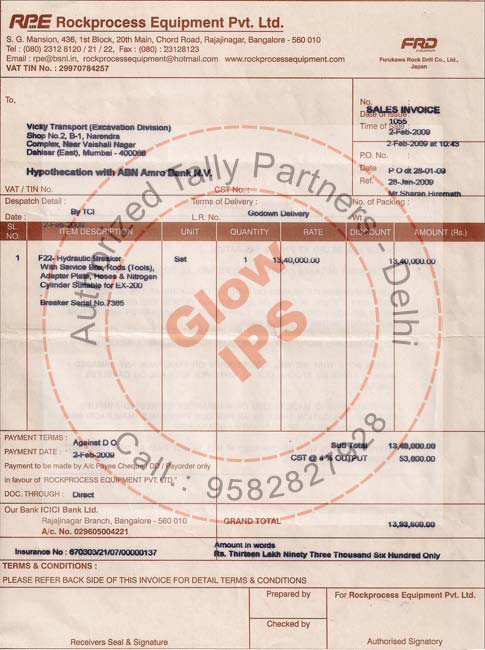 RPE Rockprocess Equipment Pvt. Ltd.
S. G. Mansion, 436, 1st Block, 20th Main, Chord Road, Rajajinagar, Bangalore - 560 010
Tel : (080) 2312 8120 / 21 / 22, Fax : (080) : 23128123
Email : rpe@bsnl.in, rockprocessequipment@hotmail.com www.rockprocessequipment.com
VAT TIN No. : 29970784257
FRD
Furukawa Rock Drill Co., Ltd.,
Japan
To,
Vicky Transport (Excavation Division)
Shop No.2, B-1, Narendra
Complex, Near Vaishali Nagar
Dahisar (East), Mumbai - 400068
Hypothecation with ABN Amro Bank N.V.
SALES INVOICE
No. : 1055
Date of Issue : 2-Feb-2009
Time of 2-Feb-2009 at 10:43
P.O. No. P O dt 28-01-09
Ref. 28-Jan-2009
Mr.Sharan Hiremath
VAT / TIN No. : CST No. :
Despatch Detail : By TCI Terms of Delivery : Godown Delivery No. of Packing :
Date : 24-Feb-2009 L.R. No. Wt
SL. NO. ITEM DESCRIPTION UNIT QUANTITY RATE DISCOUNT AMOUNT (Rs.)
1 F22- Hydraulic Breaker Set 1 13,40,000.00 13,40,000.00
With Service Box, Rods (Tools),
Adapter Plate, Hoses & Nitrogen
Cylinder Suitable for EX-200
Breaker Serial No.7365
PAYMENT TERMS : Against D O
PAYMENT DATE : 2-Feb-2009
Payment to be made by A/c Payee Cheque / DD / Payorder only
in favour of "ROCKPROCESS EQUIPMENT PVT. LTD."
DOC. THROUGH : Direct
Sub Total 13,40,000.00
CST @ 4 % OUTPUT 53,600.00
Our Bank ICICI Bank Ltd.
Rajajinagar Branch, Bangalore - 560 010
A/c. No. 029605004221
GRAND TOTAL 13,93,600.00
Amount in words
Insurance No : 670303/21/07/00000137 Rs. Thirteen Lakh Ninety Three Thousand Six Hundred Only
TERMS & CONDITIONS :
PLEASE REFER BACK SIDE OF THIS INVOICE FOR DETAIL TERMS & CONDITIONS
Prepared by
Checked by
For Rockprocess Equipment Pvt. Ltd.
Receivers Seal & Signature
Authorised Signatory
Authorized Tally Partners - Delhi
Glow
IPS
Call : 9582827928